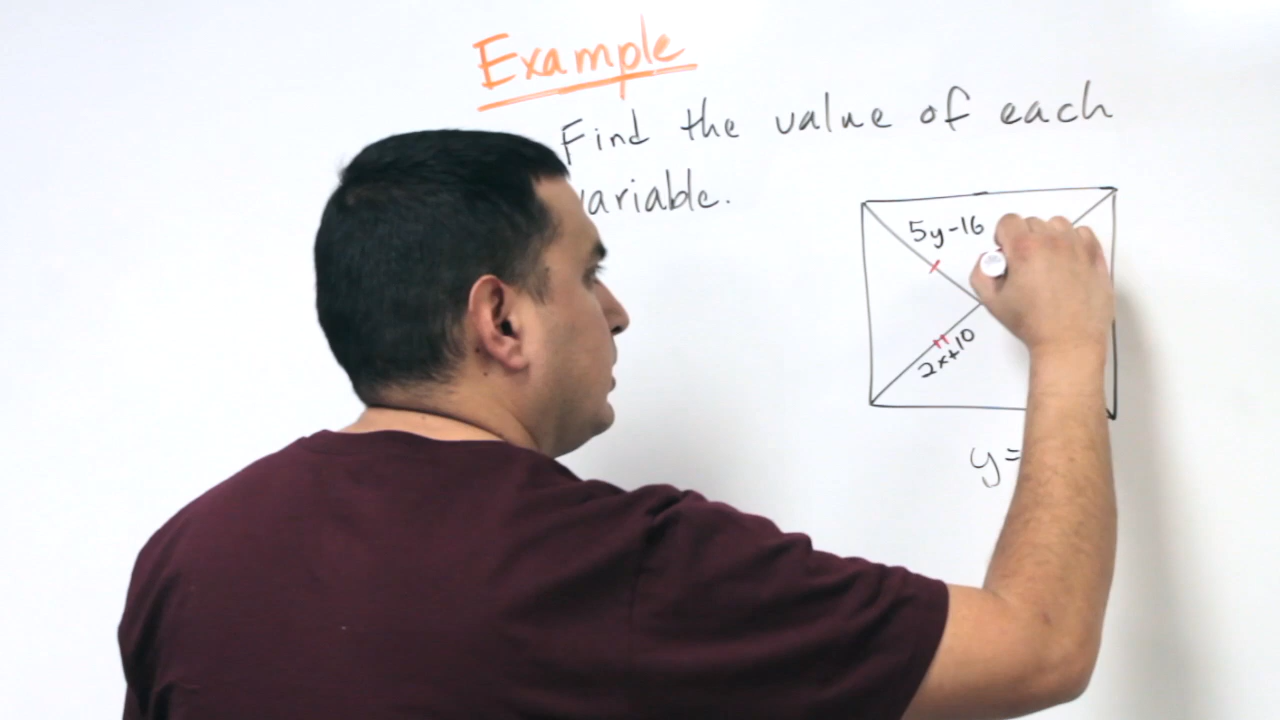 Example
Find the value of each
variable.
5y-16
2x+10
y=